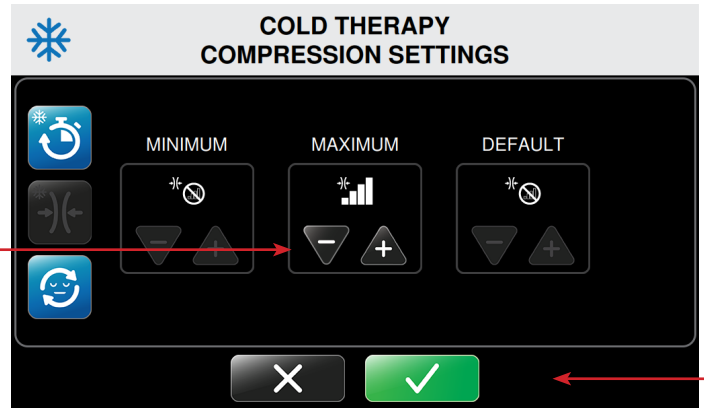 COLD THERAPY
COMPRESSION SETTINGS
MINIMUM
MAXIMUM
DEFAULT